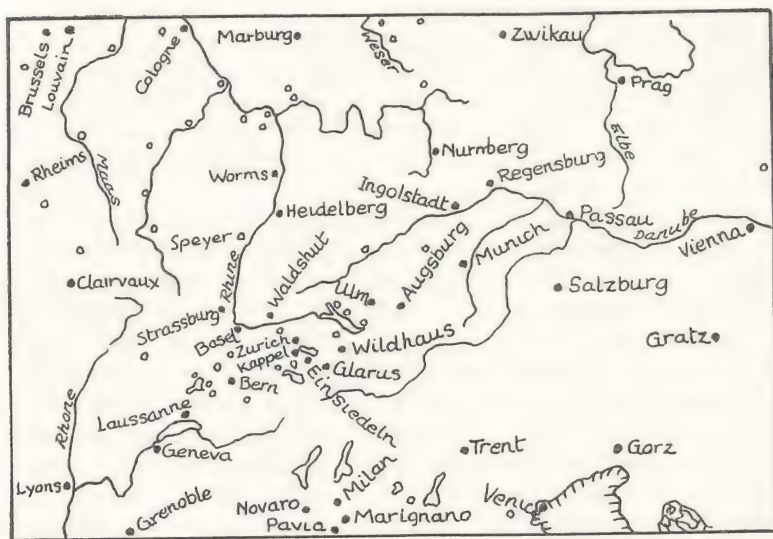 Brussels
Louvain
Cologne
Marburg
Weser
Zwikau
Prag
Elbe
Rheims
Maas
Worms
Nurnberg
Regensburg
Ingolstadt
Heidelberg
Passau
Danube
Vienna
Speyer
Augsburg
Munich
Clairvaux
Rhine
Waldshut
Ulm
Salzburg
Strassburg
Basel
Zurich
Kappel
Wildhaus
Glarus
Gratz
Bern
Einsiedeln
Laussanne
Rhone
Geneva
Trent
Gorz
Lyons
Grenoble
Novaro
Milan
Pavia
Marignano
Venice